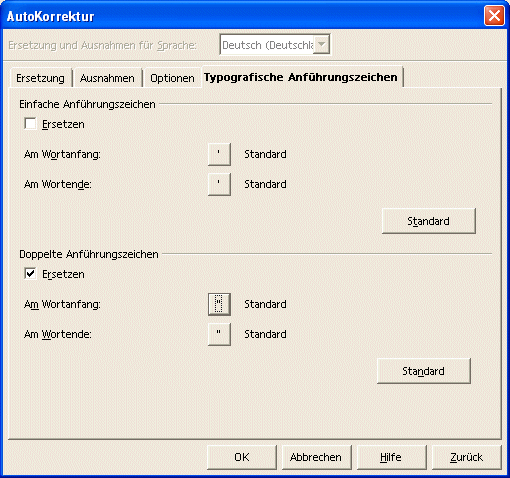 AutoKorrektur
Ersetzung und Ausnahmen für Sprache: Deutsch (Deutschla
Ersetzung Ausnahmen Optionen Typografische Anführungszeichen
Einfache Anführungszeichen
Ersetzen
Am Wortanfang: ' Standard
Am Wortende: ' Standard
Standard
Doppelte Anführungszeichen
Ersetzen
Am Wortanfang: " Standard
Am Wortende: " Standard
Standard
OK Abbrechen Hilfe Zurück